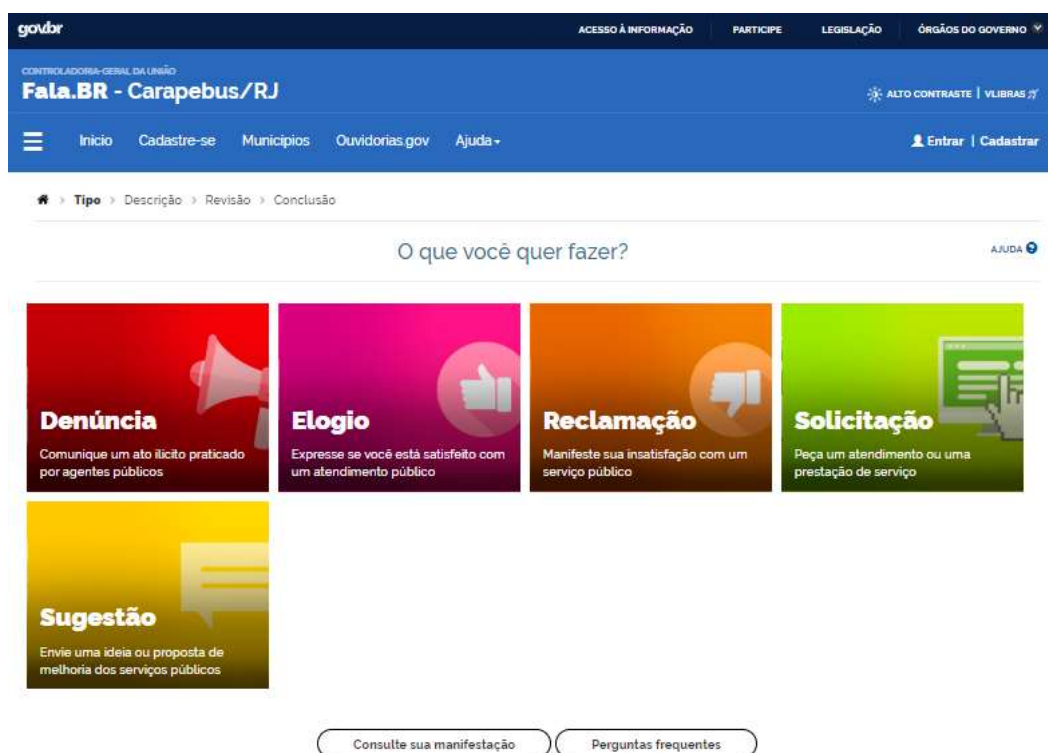 gov.br
ACESSO À INFORMAÇÃO PARTICIPE LEGISLAÇÃO ÓRGÃOS DO GOVERNO
CONTROLADORIA-GERAL DA UNIÃO
Fala.BR - Carapebus/RJ
ALTO CONTRASTE | VLIBRAS
Inicio Cadastre-se Municípios Ouvidorias.gov Ajuda
Entrar | Cadastrar
> Tipo > Descrição > Revisão > Conclusão
O que você quer fazer?
AJUDA
Denúncia
Comunique um ato ilícito praticado
por agentes públicos
Elogio
Expresse se você está satisfeito com
um atendimento público
Reclamação
Manifeste sua insatisfação com um
serviço público
Solicitação
Peça um atendimento ou uma
prestação de serviço
Sugestão
Envie uma ideia ou proposta de
melhoria dos serviços públicos
Consulte sua manifestação
Perguntas frequentes